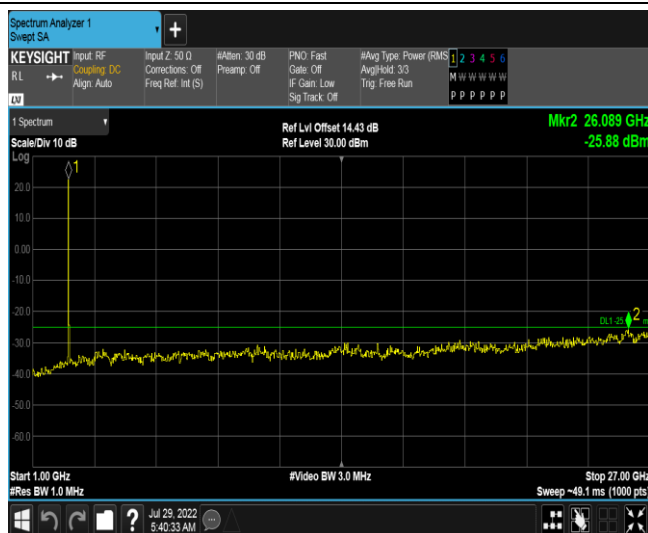 Spectrum Analyzer 1
Swept SA
KEYSIGHT
RL
LXI
Input: RF
Coupling: DC
Align: Auto
Input Z: 50 Ω
Corrections: Off
Freq Ref: Int (S)
#Atten: 30 dB
Preamp: Off
PNO: Fast
Gate: Off
IF Gain: Low
Sig Track: Off
#Avg Type: Power (RMS
Avg|Hold: 3/3
Trig: Free Run
1 2 3 4 5 6
M W W W W W
P P P P P P
1 Spectrum
Scale/Div 10 dB
Ref Lvl Offset 14.43 dB
Ref Level 30.00 dBm
Mkr2 26.089 GHz
-25.88 dBm
Log
1
20.0
10.0
0.00
-10.0
-20.0
DL1 -25
2
-30.0
-40.0
-50.0
-60.0
Start 1.00 GHz
#Res BW 1.0 MHz
#Video BW 3.0 MHz
Stop 27.00 GHz
Sweep ~49.1 ms (1000 pts)
?
Jul 29, 2022
5:40:33 AM